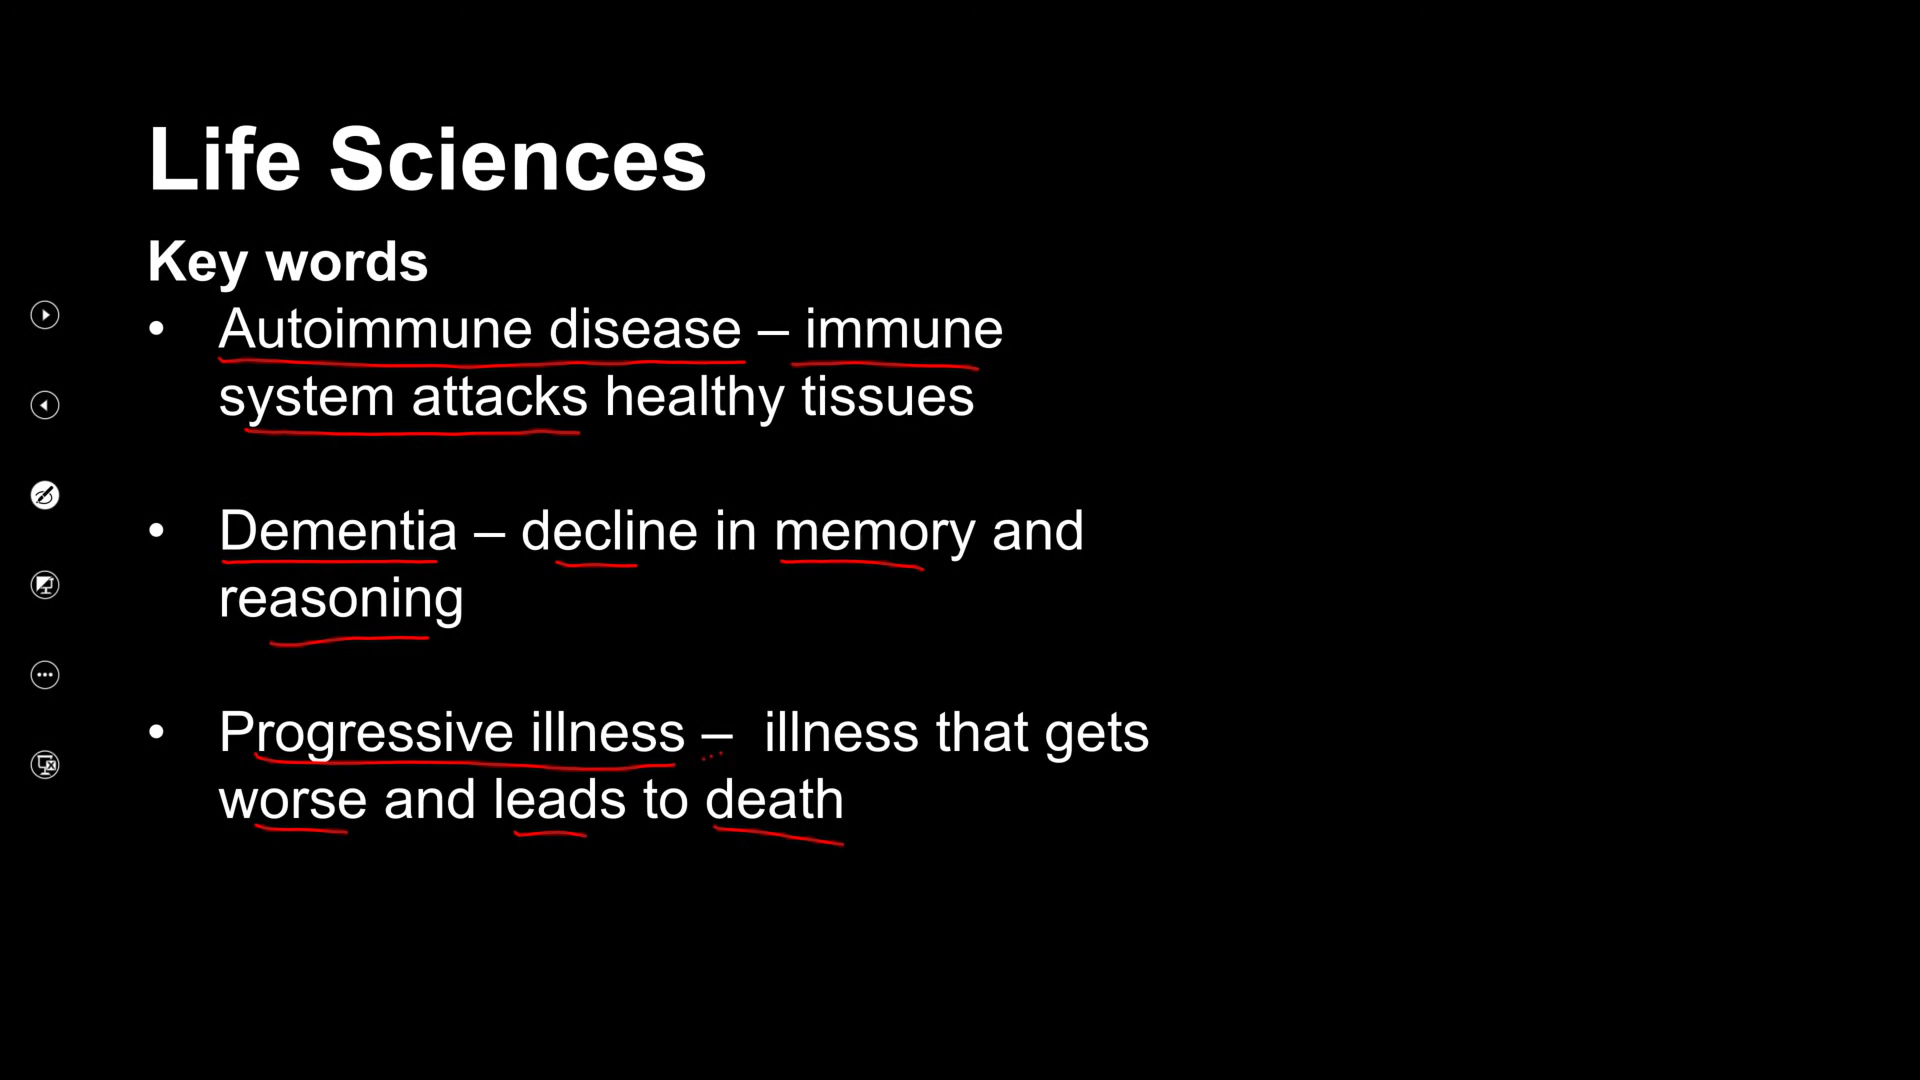 Life Sciences
Key words
• Autoimmune disease – immune
system attacks healthy tissues
• Dementia – decline in memory and
reasoning
• Progressive illness – illness that gets
worse and leads to death